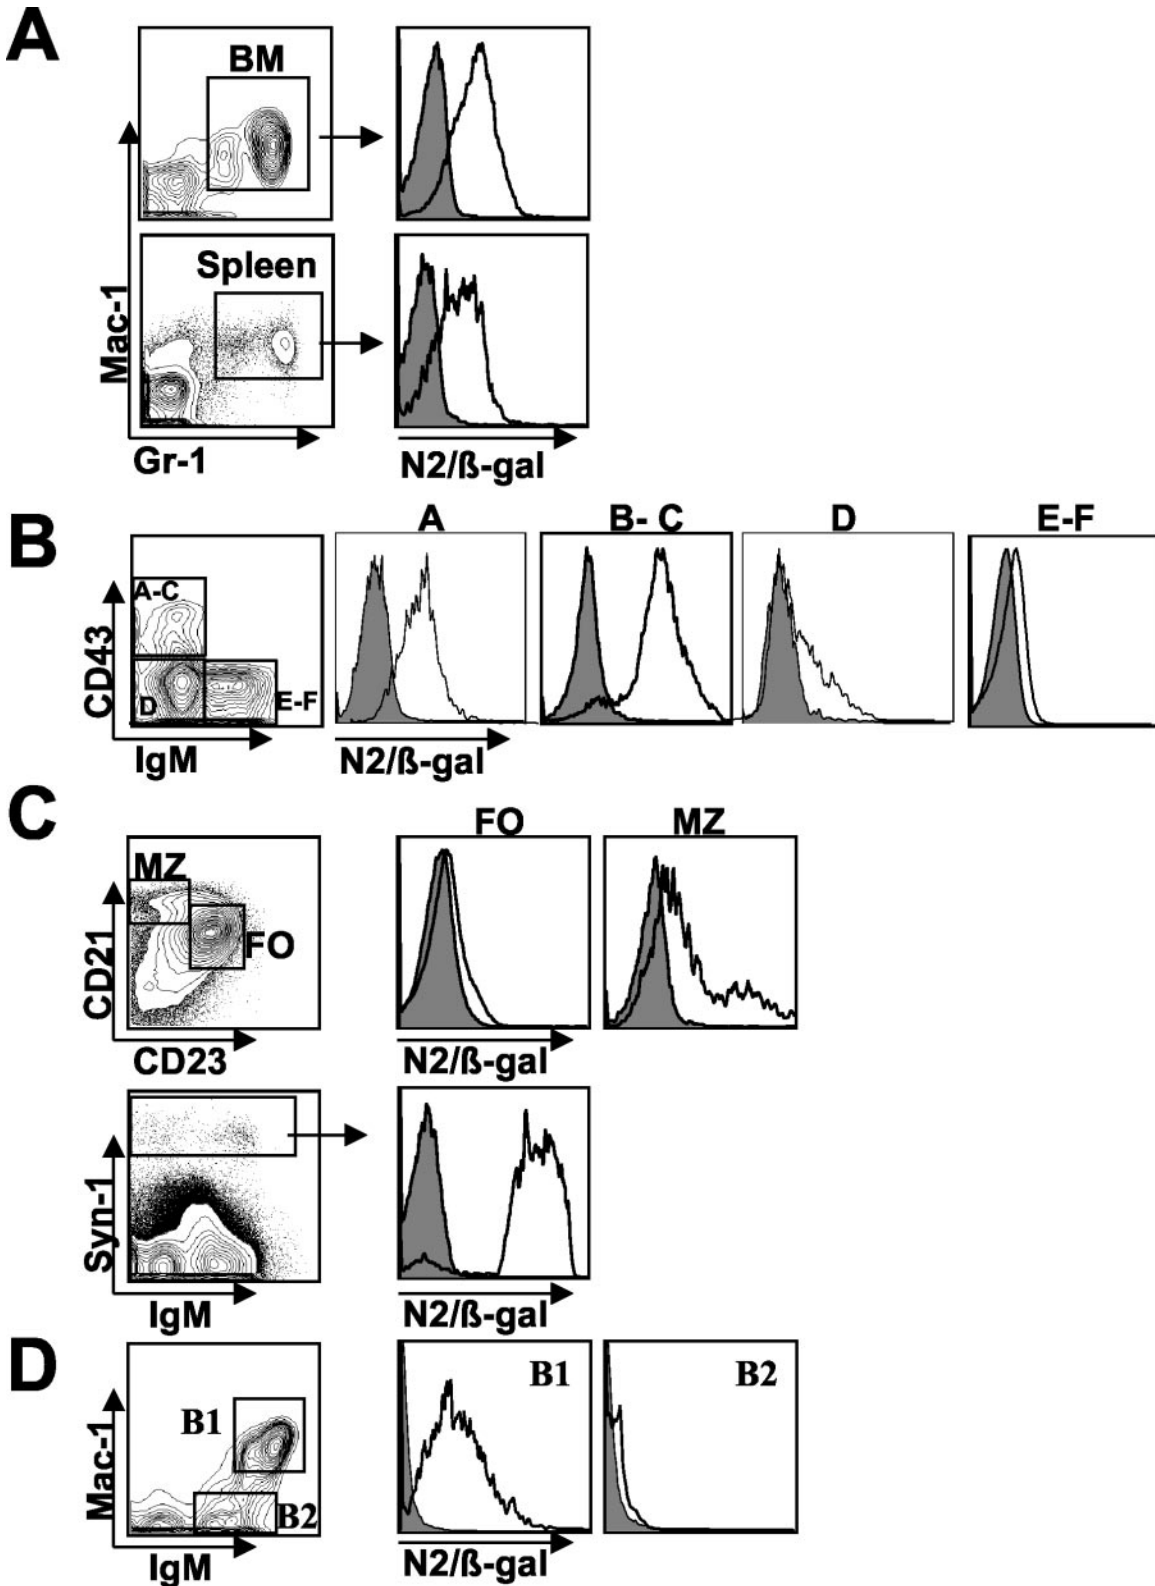 A
BM
Spleen
Mac-1
Gr-1
N2/ß-gal
B
A
B- C
D
E-F
A-C
D
E-F
CD43
IgM
N2/ß-gal
C
FO
MZ
MZ
FO
CD21
CD23
N2/ß-gal
Syn-1
IgM
N2/ß-gal
D
B1
B2
B1
B2
Mac-1
IgM
N2/ß-gal